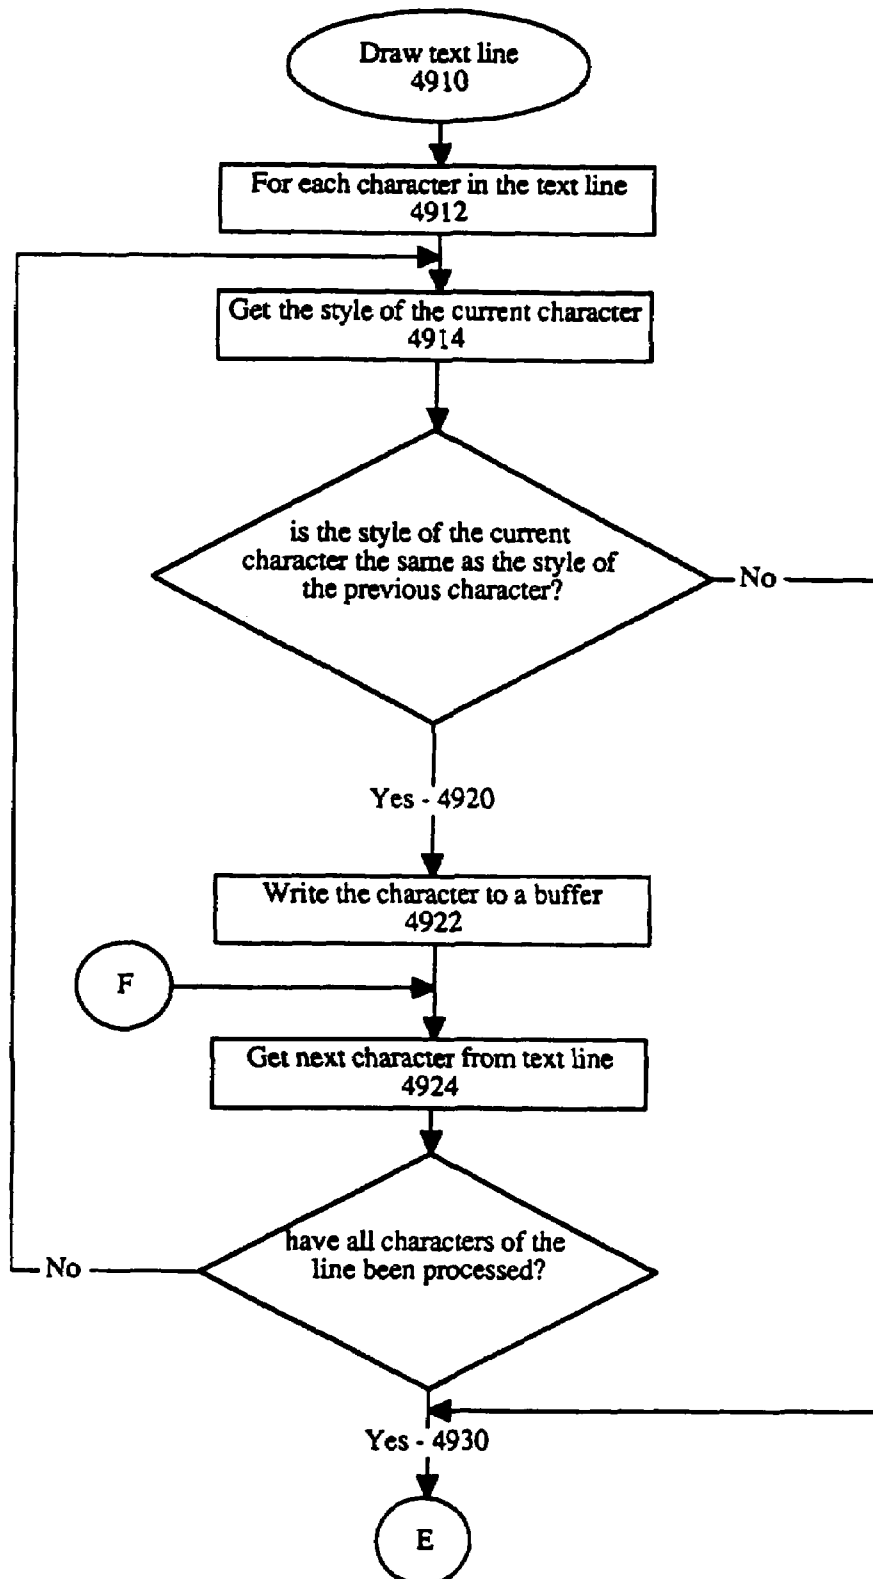 Draw text line
4910
For each character in the text line
4912
Get the style of the current character
4914
is the style of the current
character the same as the style of
the previous character?
No
Yes - 4920
Write the character to a buffer
4922
F
Get next character from text line
4924
have all characters of the
line been processed?
No
Yes - 4930
E